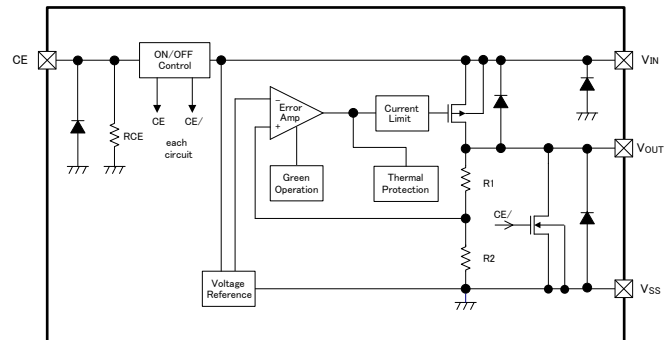 CE
ON/OFF
Control
VIN
RCE
CE
CE/
each
circuit
−
Error
Amp
+
Current
Limit
Green
Operation
Thermal
Protection
VOUT
R1
CE/
R2
Voltage
Reference
VSS